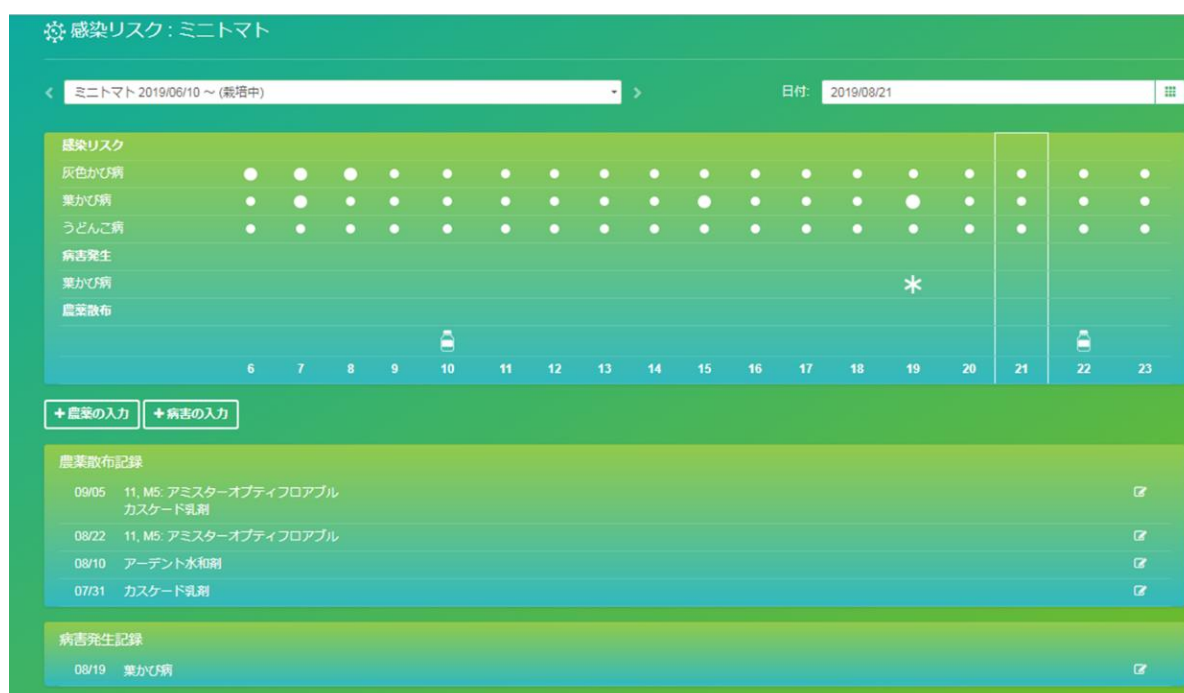 感染リスク : ミニトマト
ミニトマト 2019/06/10 ～ (栽培中)
日付: 2019/08/21
感染リスク
灰色かび病
葉かび病
うどんこ病
病害発生
葉かび病
農薬散布
6 7 8 9 10 11 12 13 14 15 16 17 18 19 20 21 22 23
+農薬の入力 +病害の入力
農薬散布記録
09/05 11, M5: アミスターオプティフロアブル
カスケード乳剤
08/22 11, M5: アミスターオプティフロアブル
08/10 アーデント水和剤
07/31 カスケード乳剤
病害発生記録
08/19 葉かび病